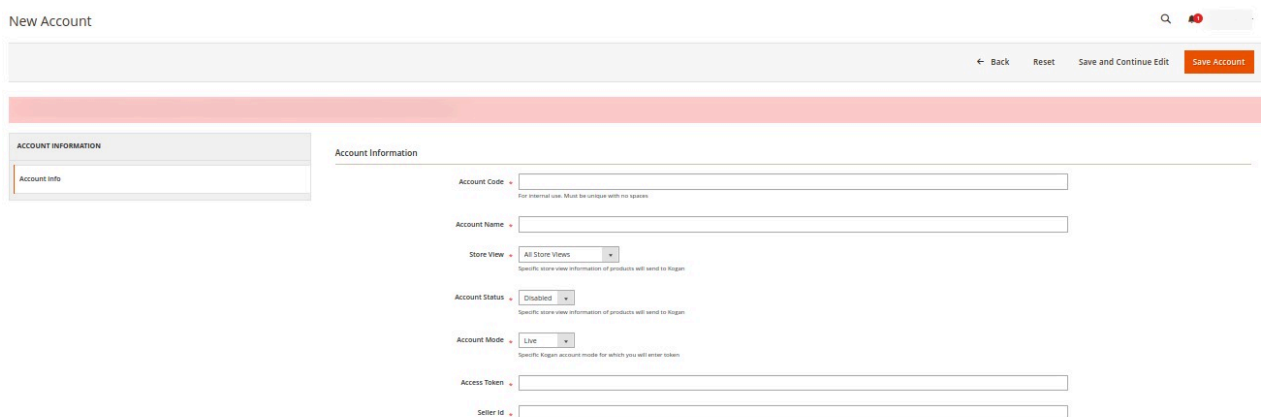 New Account
1
← Back Reset Save and Continue Edit Save Account
ACCOUNT INFORMATION
Account Info
Account Information
Account Code *
For internal use. Must be unique with no spaces
Account Name *
Store View * All Store Views
Specific store view information of products will send to Kogan
Account Status * Disabled
Specific store view information of products will send to Kogan
Account Mode * Live
Specific Kogan account mode for which you will enter token
Access Token *
Seller Id *